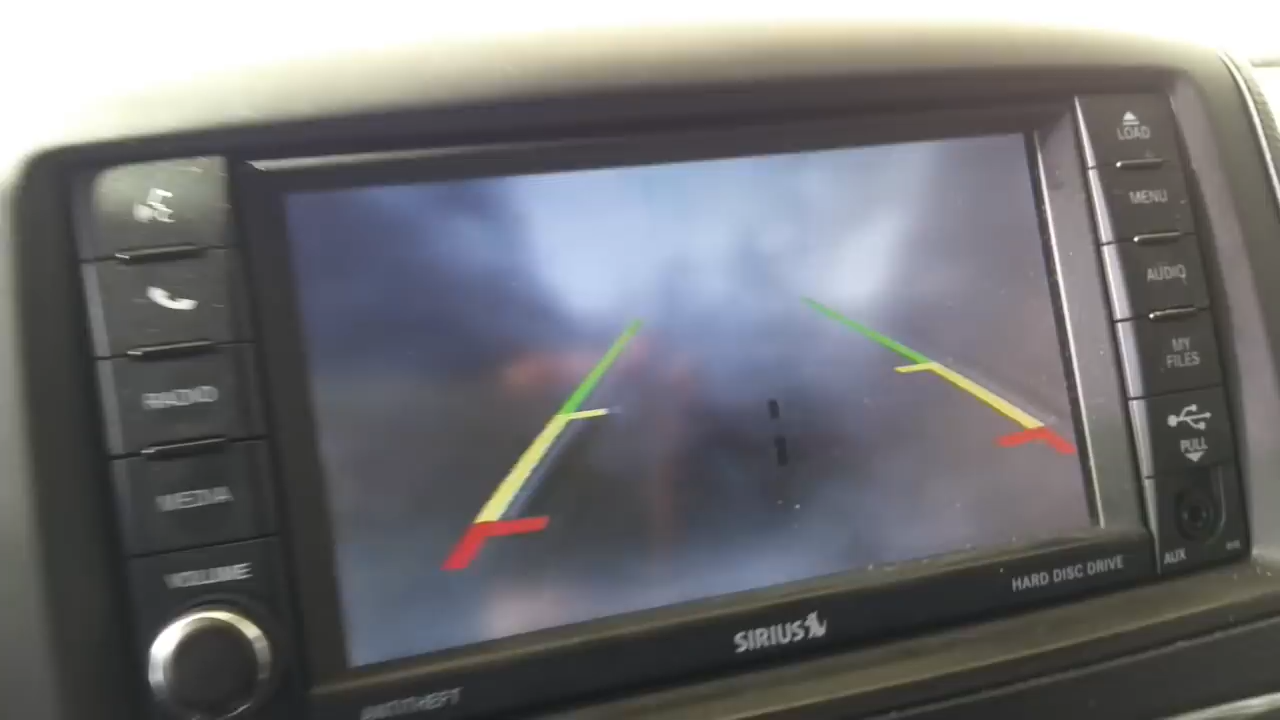 RADIO
MEDIA
VOLUME
LOAD
MENU
AUDIO
MY
FILES
PULL
AUX
HARD DISC DRIVE
SIRIUS